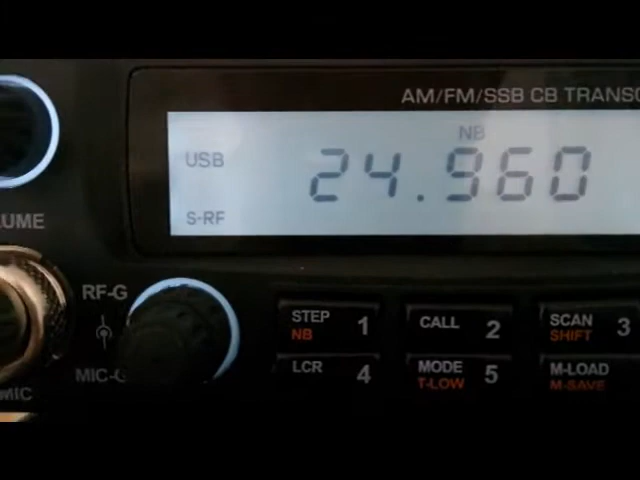 AM/FM/SSB CB TRANSC
NB
USB
24.960
S-RF
LUME
RF-G
MIC-G
MIC
STEP 1
NB
CALL 2
SCAN 3
SHIFT
LCR 4
MODE 5
T-LOW
M-LOAD
M-SAVE